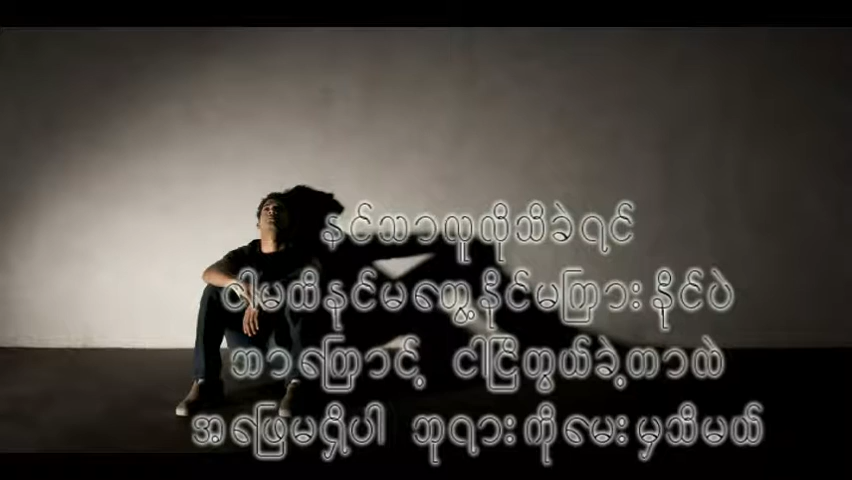 နင်သာလူလိုသိခဲ့ရင်
ငါမထိနင်မတွေ့နိုင်မကြားနိုင်ပဲ
ဘာကြောင့် ငါငြိတွယ်ခဲ့တာလဲ
အဖြေမရှိပါ ဘုရားကိုမေးမှသိမယ်